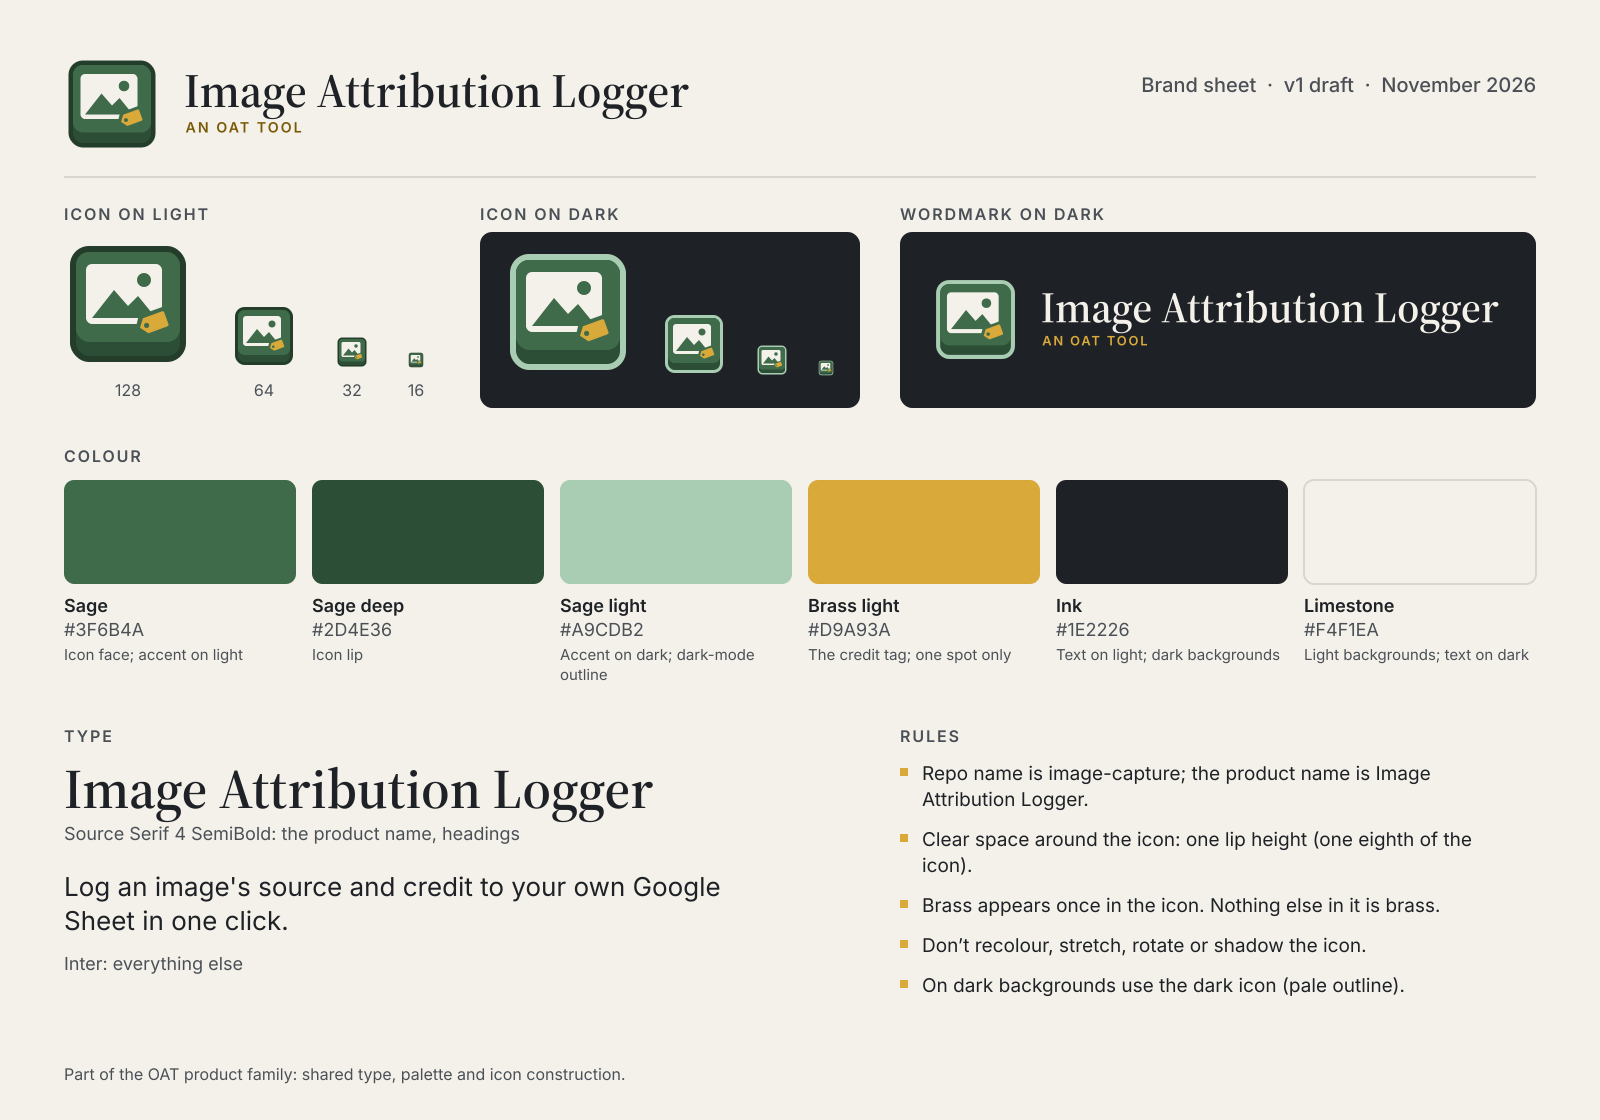 Image Attribution Logger
AN OAT TOOL
Brand sheet · v1 draft · November 2026
ICON ON LIGHT
128
64
32
16
ICON ON DARK
WORDMARK ON DARK
Image Attribution Logger
AN OAT TOOL
COLOUR
Sage
#3F6B4A
Icon face; accent on light
Sage deep
#2D4E36
Icon lip
Sage light
#A9CDB2
Accent on dark; dark-mode
outline
Brass light
#D9A93A
The credit tag; one spot only
Ink
#1E2226
Text on light; dark backgrounds
Limestone
#F4F1EA
Light backgrounds; text on dark
TYPE
Image Attribution Logger
Source Serif 4 SemiBold: the product name, headings
Log an image's source and credit to your own Google
Sheet in one click.
Inter: everything else
RULES
Repo name is image-capture; the product name is Image
Attribution Logger.
Clear space around the icon: one lip height (one eighth of the
icon).
Brass appears once in the icon. Nothing else in it is brass.
Don’t recolour, stretch, rotate or shadow the icon.
On dark backgrounds use the dark icon (pale outline).
Part of the OAT product family: shared type, palette and icon construction.